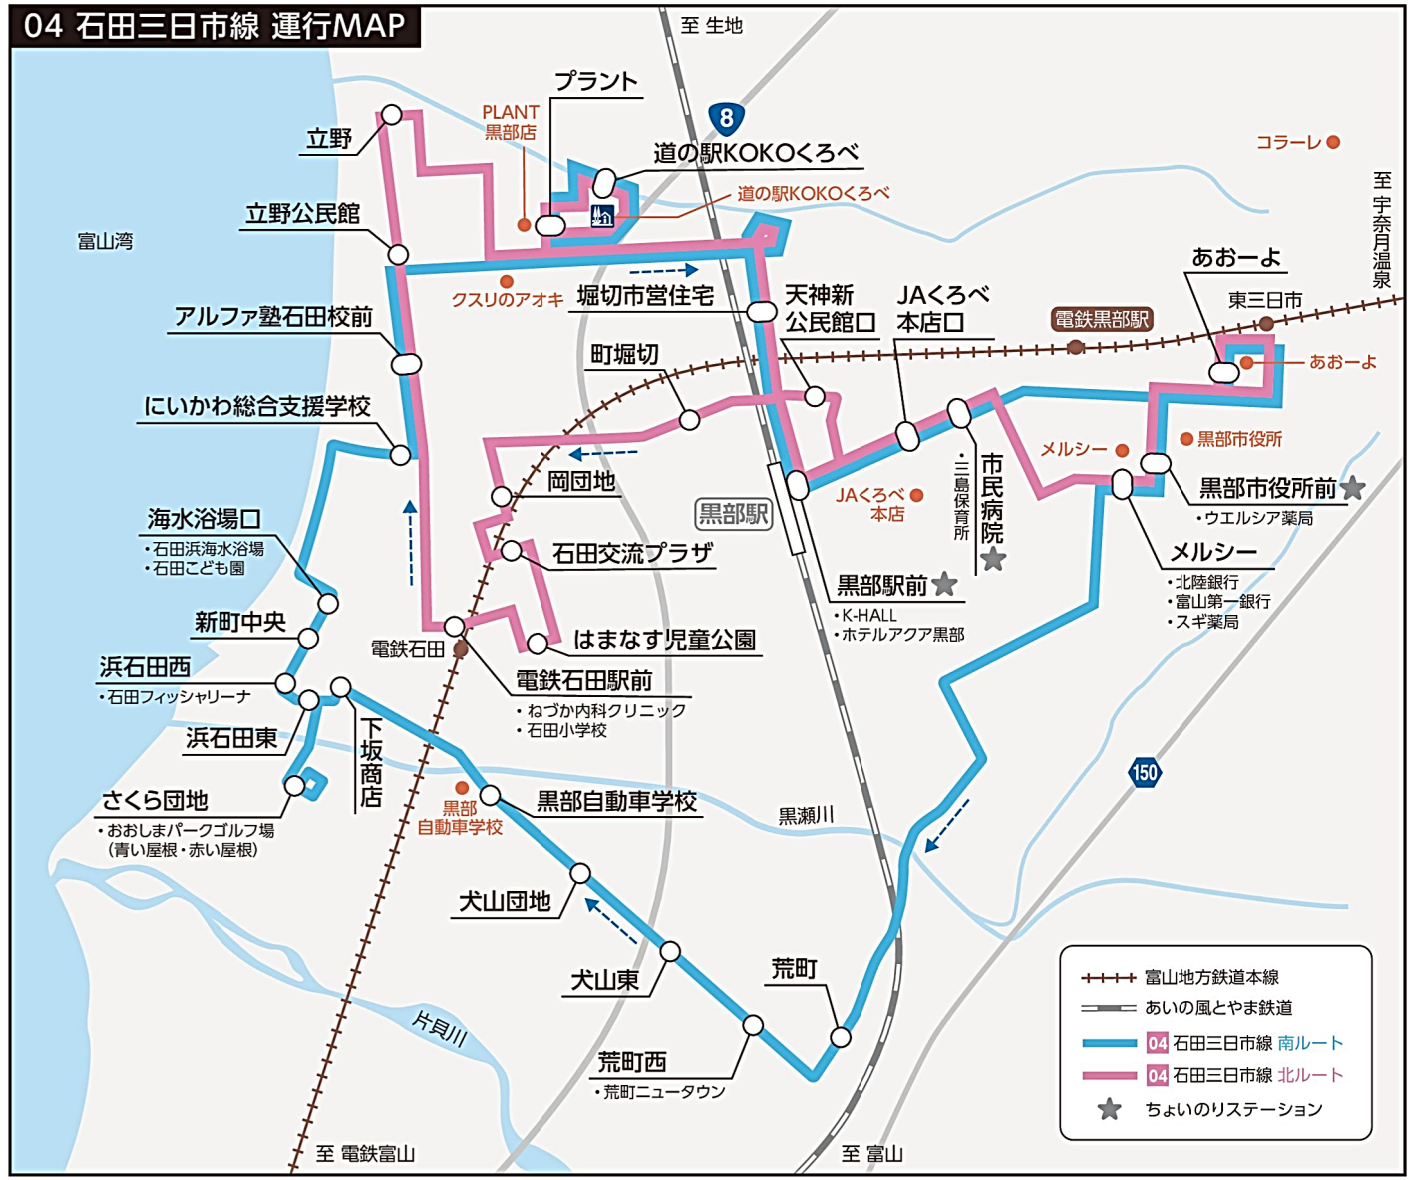 04 石田三日市線 運行MAP
至 生地
プラント
PLANT
黒部店
8
立野
道の駅KOKOくろべ
コラーレ
道の駅KOKOくろべ
至 宇奈月温泉
立野公民館
富山湾
あおーよ
クスリのアオキ
堀切市営住宅
天神新
公民館口
JAくろべ
本店口
東三日市
電鉄黒部駅
アルファ塾石田校前
町堀切
あおーよ
にいかわ総合支援学校
メルシー
黒部市役所
岡団地
市民病院
・三島保育所
JAくろべ
本店
黒部駅
黒部市役所前
・ウエルシア薬局
海水浴場口
・石田浜海水浴場
・石田こども園
石田交流プラザ
メルシー
・北陸銀行
・富山第一銀行
・スギ薬局
黒部駅前
・K-HALL
・ホテルアクア黒部
新町中央
電鉄石田
はまなす児童公園
浜石田西
・石田フィッシャリーナ
電鉄石田駅前
・ねづか内科クリニック
・石田小学校
浜石田東
下坂商店
150
さくら団地
・おおしまパークゴルフ場
（青い屋根・赤い屋根）
黒部
自動車学校
黒部自動車学校
黒瀬川
犬山団地
犬山東
荒町
片貝川
荒町西
・荒町ニュータウン
富山地方鉄道本線
あいの風とやま鉄道
04 石田三日市線 南ルート
04 石田三日市線 北ルート
ちょいのりステーション
至 電鉄富山
至 富山